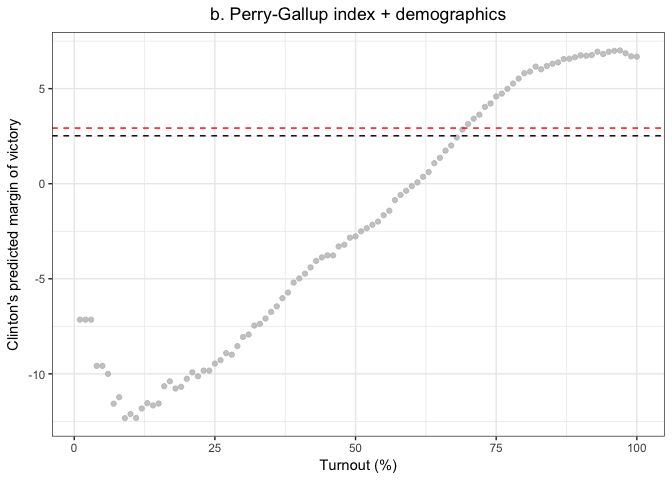 b. Perry-Gallup index + demographics
Clinton's predicted margin of victory
5
0
-5
-10
0 25 50 75 100
Turnout (%)